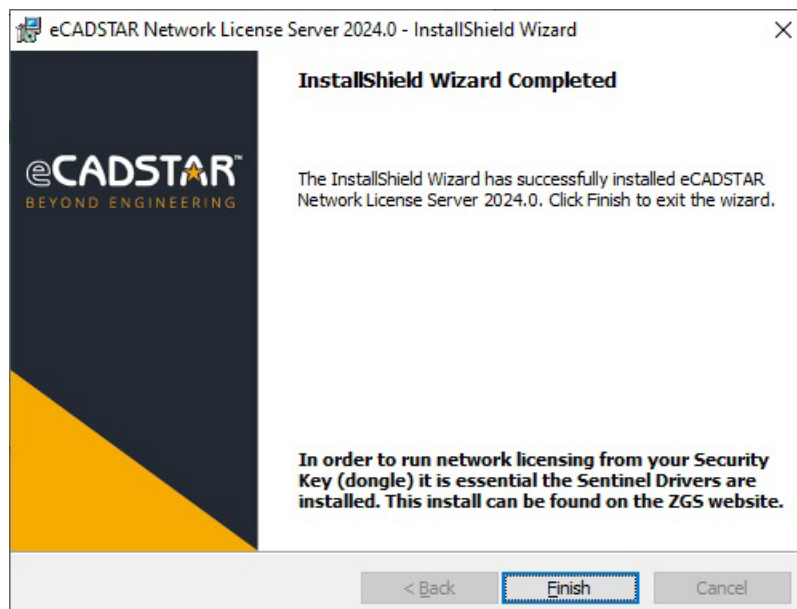 eCADSTAR Network License Server 2024.0 - InstallShield Wizard
InstallShield Wizard Completed
eCADSTAR™
BEYOND ENGINEERING
The InstallShield Wizard has successfully installed eCADSTAR
Network License Server 2024.0. Click Finish to exit the wizard.
In order to run network licensing from your Security
Key (dongle) it is essential the Sentinel Drivers are
installed. This install can be found on the ZGS website.
< Back
Finish
Cancel